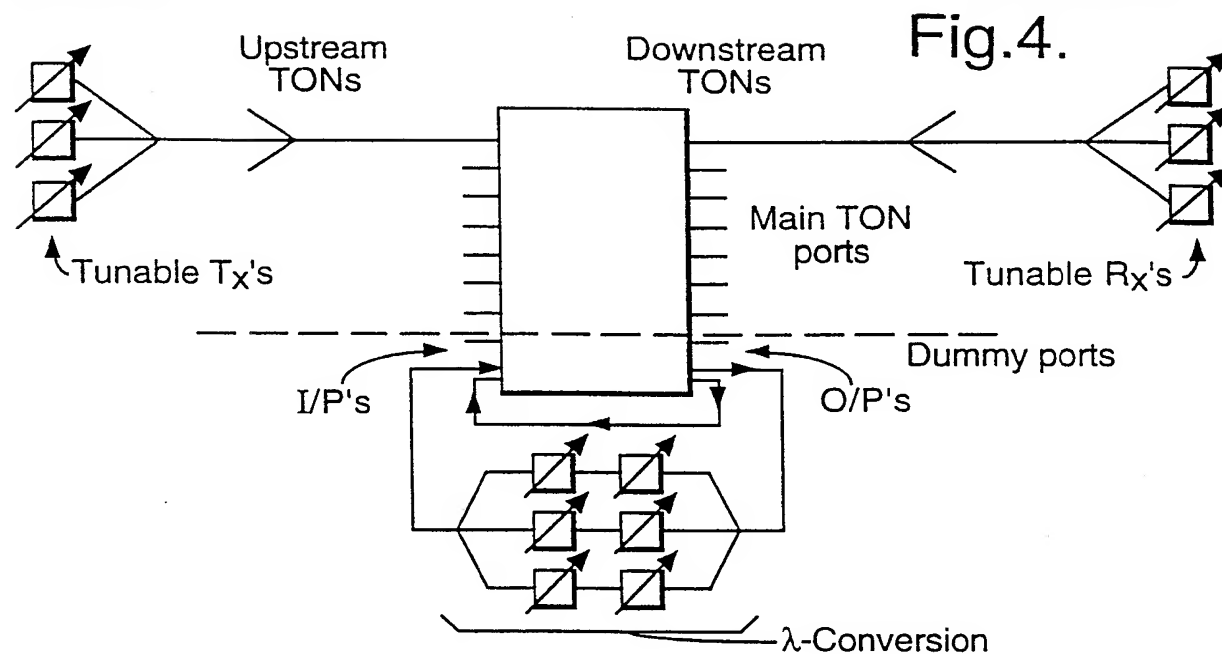 Fig.4.
Upstream
TONs
Downstream
TONs
Main TON
ports
Tunable Tx's
Tunable Rx's
Dummy ports
I/P's
O/P's
λ-Conversion